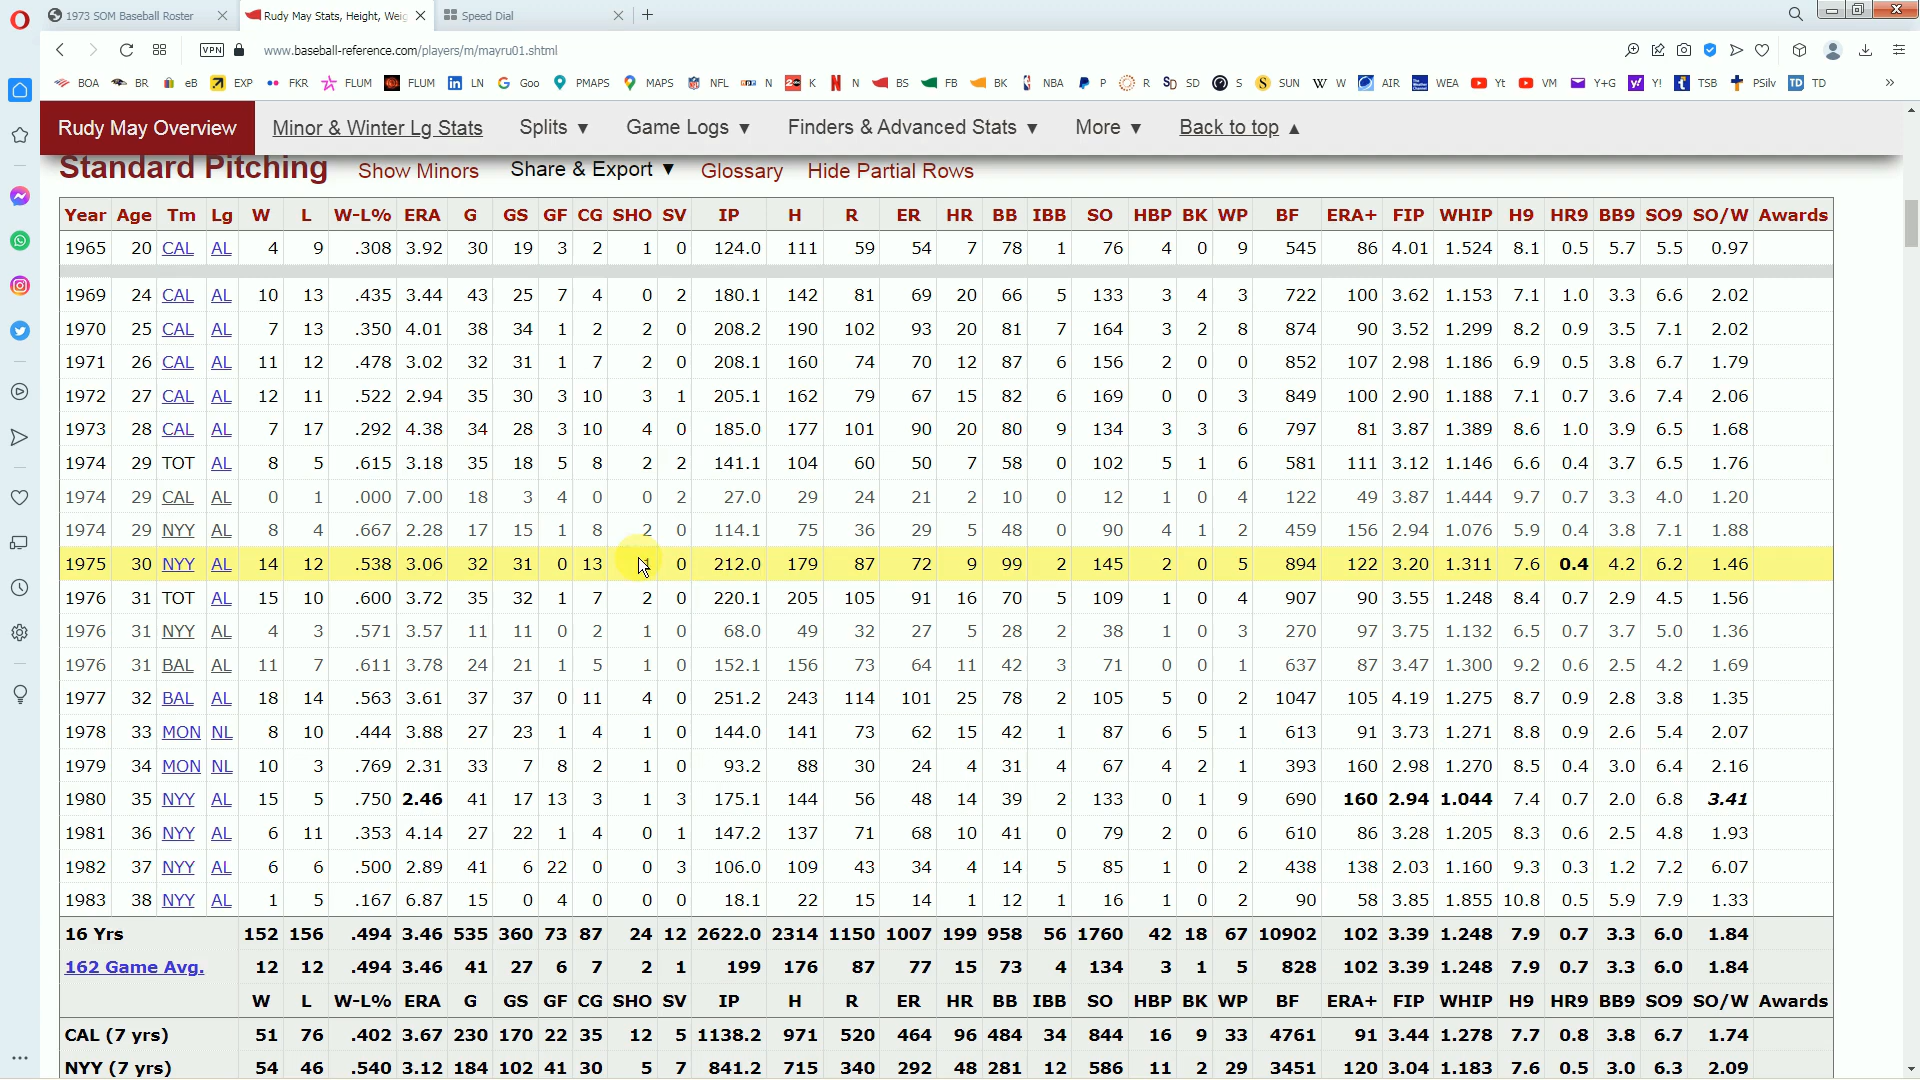 1973 SOM Baseball Roster
Rudy May Stats, Height, Weig
Speed Dial
VPN www.baseball-reference.com/players/m/mayru01.shtml
BOA BR eB EXP FKR FLUM FLUM LN Goo PMAPS MAPS NFL N K N BS FB BK NBA P R SD S SUN W AIR WEA Yt VM Y+G Y! TSB PSilv TD
Rudy May Overview Minor & Winter Lg Stats Splits ▼ Game Logs ▼ Finders & Advanced Stats ▼ More ▼ Back to top ▲
Standard Pitching Show Minors Share & Export ▼ Glossary Hide Partial Rows
Year Age Tm Lg W L W-L% ERA G GS GF CG SHO SV IP H R ER HR BB IBB SO HBP BK WP BF ERA+ FIP WHIP H9 HR9 BB9 SO9 SO/W Awards
1965 20 CAL AL 4 9 .308 3.92 30 19 3 2 1 0 124.0 111 59 54 7 78 1 76 4 0 9 545 86 4.01 1.524 8.1 0.5 5.7 5.5 0.97
1969 24 CAL AL 10 13 .435 3.44 43 25 7 4 0 2 180.1 142 81 69 20 66 5 133 3 4 3 722 100 3.62 1.153 7.1 1.0 3.3 6.6 2.02
1970 25 CAL AL 7 13 .350 4.01 38 34 1 2 2 0 208.2 190 102 93 20 81 7 164 3 2 8 874 90 3.52 1.299 8.2 0.9 3.5 7.1 2.02
1971 26 CAL AL 11 12 .478 3.02 32 31 1 7 2 0 208.1 160 74 70 12 87 6 156 2 0 0 852 107 2.98 1.186 6.9 0.5 3.8 6.7 1.79
1972 27 CAL AL 12 11 .522 2.94 35 30 3 10 3 1 205.1 162 79 67 15 82 6 169 0 0 3 849 100 2.90 1.188 7.1 0.7 3.6 7.4 2.06
1973 28 CAL AL 7 17 .292 4.38 34 28 3 10 4 0 185.0 177 101 90 20 80 9 134 3 3 6 797 81 3.87 1.389 8.6 1.0 3.9 6.5 1.68
1974 29 TOT AL 8 5 .615 3.18 35 18 5 8 2 2 141.1 104 60 50 7 58 0 102 5 1 6 581 111 3.12 1.146 6.6 0.4 3.7 6.5 1.76
1974 29 CAL AL 0 1 .000 7.00 18 3 4 0 0 2 27.0 29 24 21 2 10 0 12 1 0 4 122 49 3.87 1.444 9.7 0.7 3.3 4.0 1.20
1974 29 NYY AL 8 4 .667 2.28 17 15 1 8 2 0 114.1 75 36 29 5 48 0 90 4 1 2 459 156 2.94 1.076 5.9 0.4 3.8 7.1 1.88
1975 30 NYY AL 14 12 .538 3.06 32 31 0 13 0 212.0 179 87 72 9 99 2 145 2 0 5 894 122 3.20 1.311 7.6 0.4 4.2 6.2 1.46
1976 31 TOT AL 15 10 .600 3.72 35 32 1 7 2 0 220.1 205 105 91 16 70 5 109 1 0 4 907 90 3.55 1.248 8.4 0.7 2.9 4.5 1.56
1976 31 NYY AL 4 3 .571 3.57 11 11 0 2 1 0 68.0 49 32 27 5 28 2 38 1 0 3 270 97 3.75 1.132 6.5 0.7 3.7 5.0 1.36
1976 31 BAL AL 11 7 .611 3.78 24 21 1 5 1 0 152.1 156 73 64 11 42 3 71 0 0 1 637 87 3.47 1.300 9.2 0.6 2.5 4.2 1.69
1977 32 BAL AL 18 14 .563 3.61 37 37 0 11 4 0 251.2 243 114 101 25 78 2 105 5 0 2 1047 105 4.19 1.275 8.7 0.9 2.8 3.8 1.35
1978 33 MON NL 8 10 .444 3.88 27 23 1 4 1 0 144.0 141 73 62 15 42 1 87 6 5 1 613 91 3.73 1.271 8.8 0.9 2.6 5.4 2.07
1979 34 MON NL 10 3 .769 2.31 33 7 8 2 1 0 93.2 88 30 24 4 31 4 67 4 2 1 393 160 2.98 1.270 8.5 0.4 3.0 6.4 2.16
1980 35 NYY AL 15 5 .750 2.46 41 17 13 3 1 3 175.1 144 56 48 14 39 2 133 0 1 9 690 160 2.94 1.044 7.4 0.7 2.0 6.8 3.41
1981 36 NYY AL 6 11 .353 4.14 27 22 1 4 0 1 147.2 137 71 68 10 41 0 79 2 0 6 610 86 3.28 1.205 8.3 0.6 2.5 4.8 1.93
1982 37 NYY AL 6 6 .500 2.89 41 6 22 0 0 3 106.0 109 43 34 4 14 5 85 1 0 2 438 138 2.03 1.160 9.3 0.3 1.2 7.2 6.07
1983 38 NYY AL 1 5 .167 6.87 15 0 4 0 0 0 18.1 22 15 14 1 12 1 16 1 0 2 90 58 3.85 1.855 10.8 0.5 5.9 7.9 1.33
16 Yrs 152 156 .494 3.46 535 360 73 87 24 12 2622.0 2314 1150 1007 199 958 56 1760 42 18 67 10902 102 3.39 1.248 7.9 0.7 3.3 6.0 1.84
162 Game Avg. 12 12 .494 3.46 41 27 6 7 2 1 199 176 87 77 15 73 4 134 3 1 5 828 102 3.39 1.248 7.9 0.7 3.3 6.0 1.84
W L W-L% ERA G GS GF CG SHO SV IP H R ER HR BB IBB SO HBP BK WP BF ERA+ FIP WHIP H9 HR9 BB9 SO9 SO/W Awards
CAL (7 yrs) 51 76 .402 3.67 230 170 22 35 12 5 1138.2 971 520 464 96 484 34 844 16 9 33 4761 91 3.44 1.278 7.7 0.8 3.8 6.7 1.74
NYY (7 yrs) 54 46 .540 3.12 184 102 41 30 5 7 841.2 715 340 292 48 281 12 586 11 2 29 3451 120 3.04 1.183 7.6 0.5 3.0 6.3 2.09